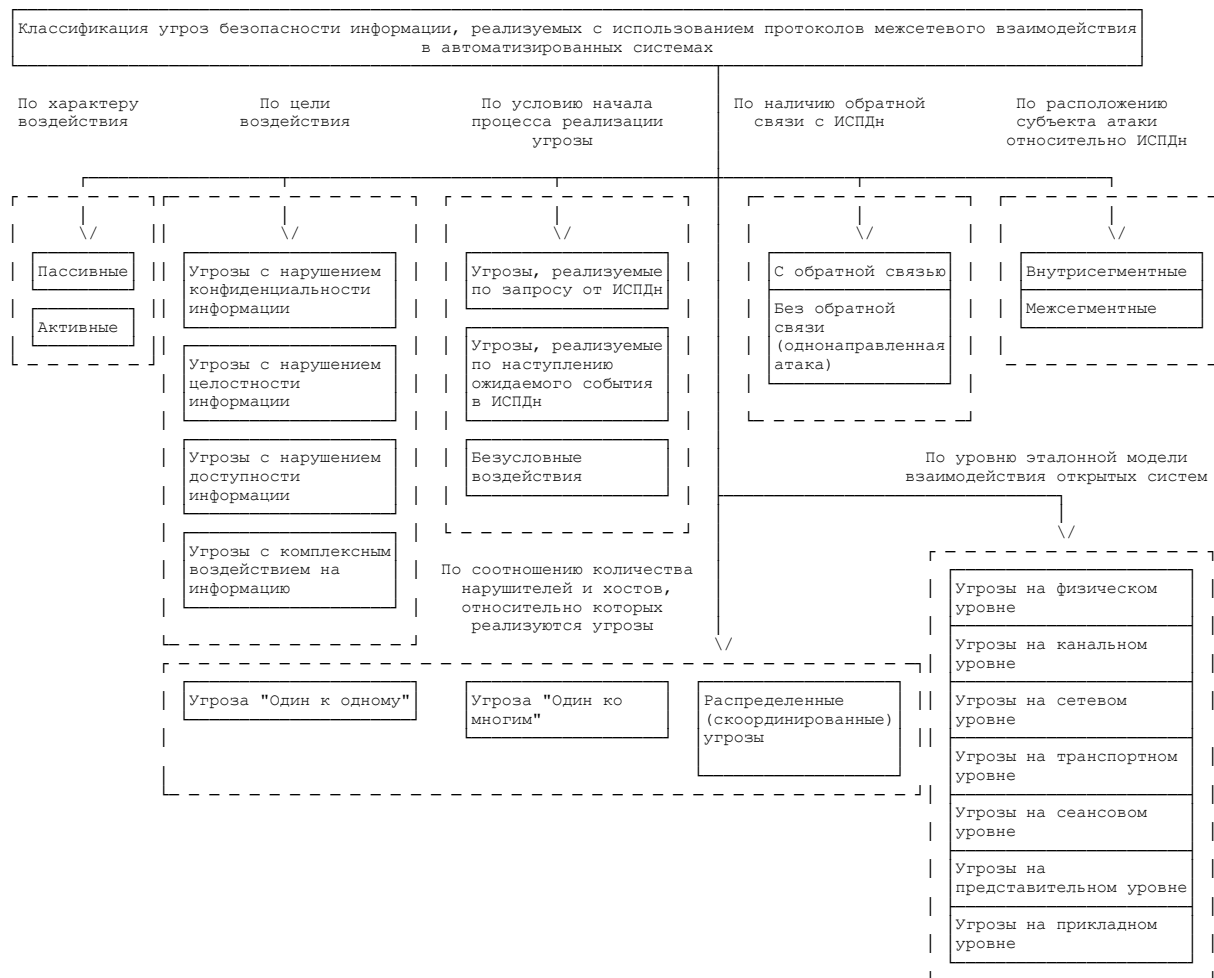 Классификация угроз безопасности информации, реализуемых с использованием протоколов межсетевого взаимодействия
в автоматизированных системах
По характеру
воздействия
По цели
воздействия
По условию начала
процесса реализации
угрозы
По наличию обратной
связи с ИСПДн
По расположению
субъекта атаки
относительно ИСПДн
Пассивные
Активные
Угрозы с нарушением
конфиденциальности
информации
Угрозы с нарушением
целостности
информации
Угрозы с нарушением
доступности
информации
Угрозы с комплексным
воздействием на
информацию
Угрозы, реализуемые
по запросу от ИСПДн
Угрозы, реализуемые
по наступлению
ожидаемого события
в ИСПДн
Безусловные
воздействия
С обратной связью
Без обратной
связи
(однонаправленная
атака)
Внутрисегментные
Межсегментные
По соотношению количества
нарушителей и хостов,
относительно которых
реализуются угрозы
Угроза "Один к одному"
Угроза "Один ко
многим"
Распределенные
(скоординированные)
угрозы
По уровню эталонной модели
взаимодействия открытых систем
Угрозы на физическом
уровне
Угрозы на канальном
уровне
Угрозы на сетевом
уровне
Угрозы на транспортном
уровне
Угрозы на сеансовом
уровне
Угрозы на
представительном уровне
Угрозы на прикладном
уровне